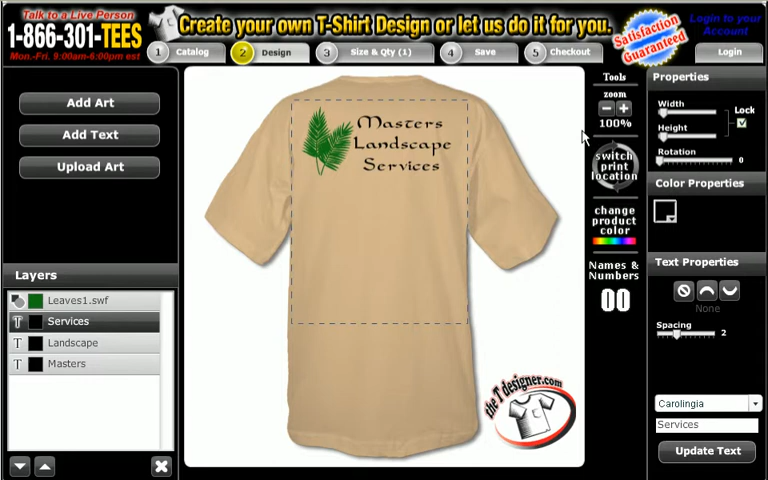 Talk to a Live Person
1-866-301-TEES
Mon.-Fri. 9:00am-6:00pm est
Create your own T-Shirt Design or let us do it for you.
Satisfaction
Guaranteed
Login to your
Account
1 Catalog
2 Design
3 Size & Qty (1)
4 Save
5 Checkout
Login
Add Art
Add Text
Upload Art
Layers
Leaves1.swf
T Services
T Landscape
T Masters
Masters
Landscape
Services
the T designer.com
Tools
zoom
100%
switch
print
location
change
product
color
Names &
Numbers
00
Properties
Width
Height
Lock
Rotation
0
Color Properties
Text Properties
None
Spacing
2
Carolingia
Services
Update Text